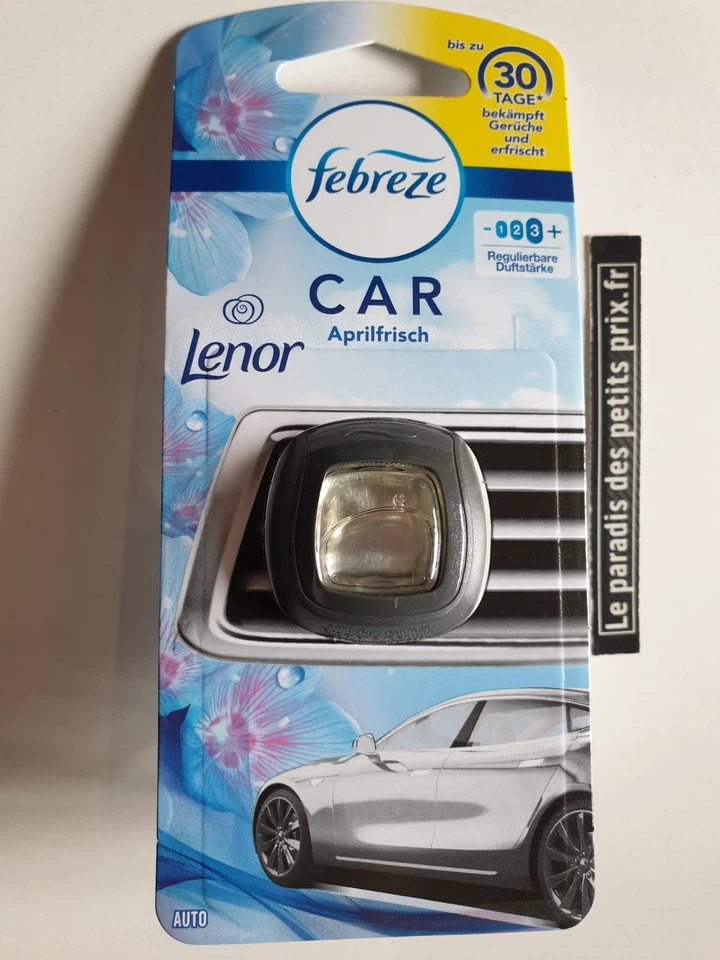 bis zu
30
TAGE*
bekämpft
Gerüche
und
erfrischt
febreze
- 1 2 3 +
Regulierbare
Duftstärke
CAR
Aprilfrisch
Lenor
Le paradis des petits prix.fr
AUTO